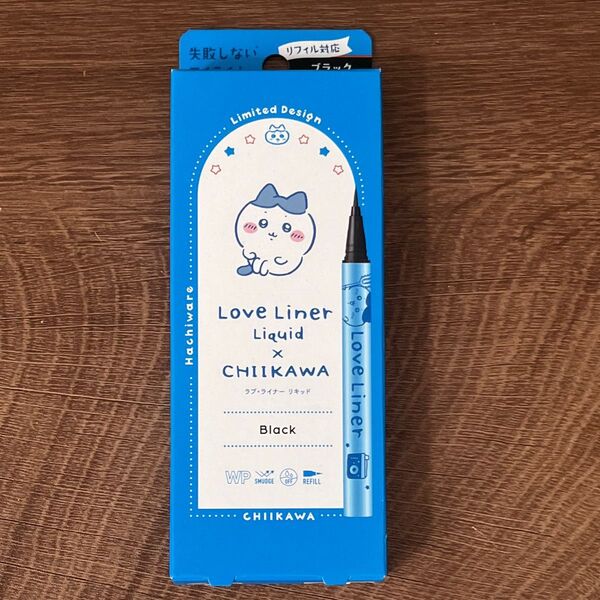 失敗しない
リフィル対応
ブラック
Limited Design
Hachiware
Love Liner
Liquid
×
CHIIKAWA
ラブ・ライナー リキッド
Black
WP
SMUDGE
OFF
REFILL
Love Liner
CHIIKAWA